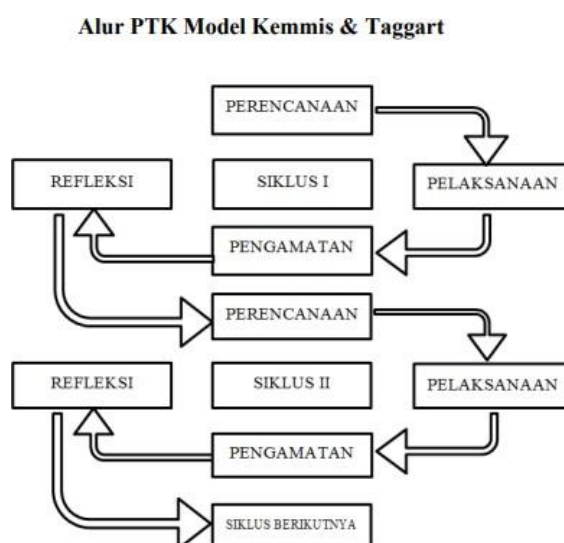 Alur PTK Model Kemmis & Taggart
PERENCANAAN
REFLEKSI
SIKLUS I
PELAKSANAAN
PENGAMATAN
PERENCANAAN
REFLEKSI
SIKLUS II
PELAKSANAAN
PENGAMATAN
SIKLUS BERIKUTNYA